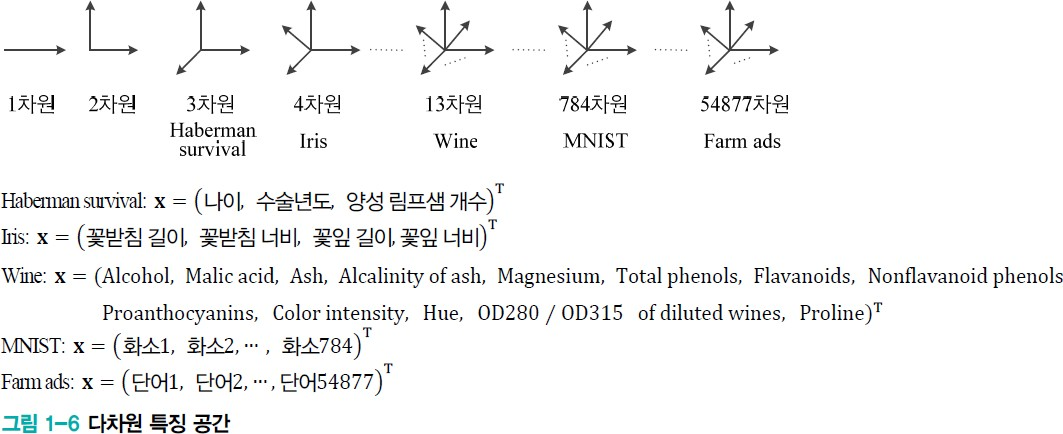 1차원 2차원 3차원 4차원 13차원 784차원 54877차원
Haberman survival Iris Wine MNIST Farm ads
Haberman survival: x = (나이, 수술년도, 양성 림프샘 개수)ᵀ
Iris: x = (꽃받침 길이, 꽃받침 너비, 꽃잎 길이, 꽃잎 너비)ᵀ
Wine: x = (Alcohol, Malic acid, Ash, Alcalinity of ash, Magnesium, Total phenols, Flavanoids, Nonflavanoid phenols
Proanthocyanins, Color intensity, Hue, OD280 / OD315 of diluted wines, Proline)ᵀ
MNIST: x = (화소1, 화소2, ⋯ , 화소784)ᵀ
Farm ads: x = (단어1, 단어2, ⋯ , 단어54877)ᵀ
그림 1-6 다차원 특징 공간